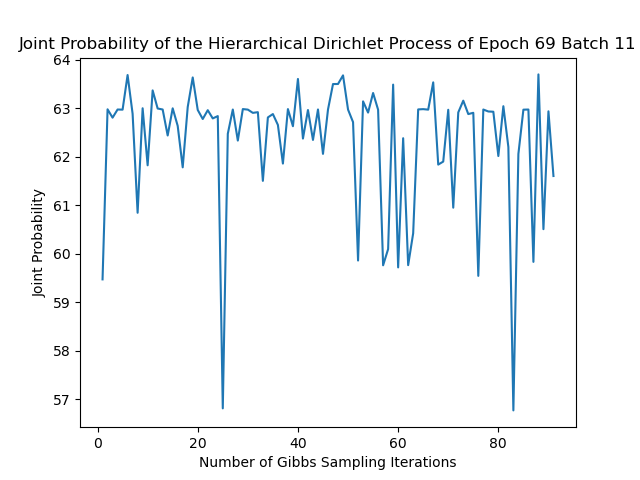 Joint Probability of the Hierarchical Dirichlet Process of Epoch 69 Batch 11
64
63
62
61
60
59
58
57
Joint Probability
0 20 40 60 80
Number of Gibbs Sampling Iterations